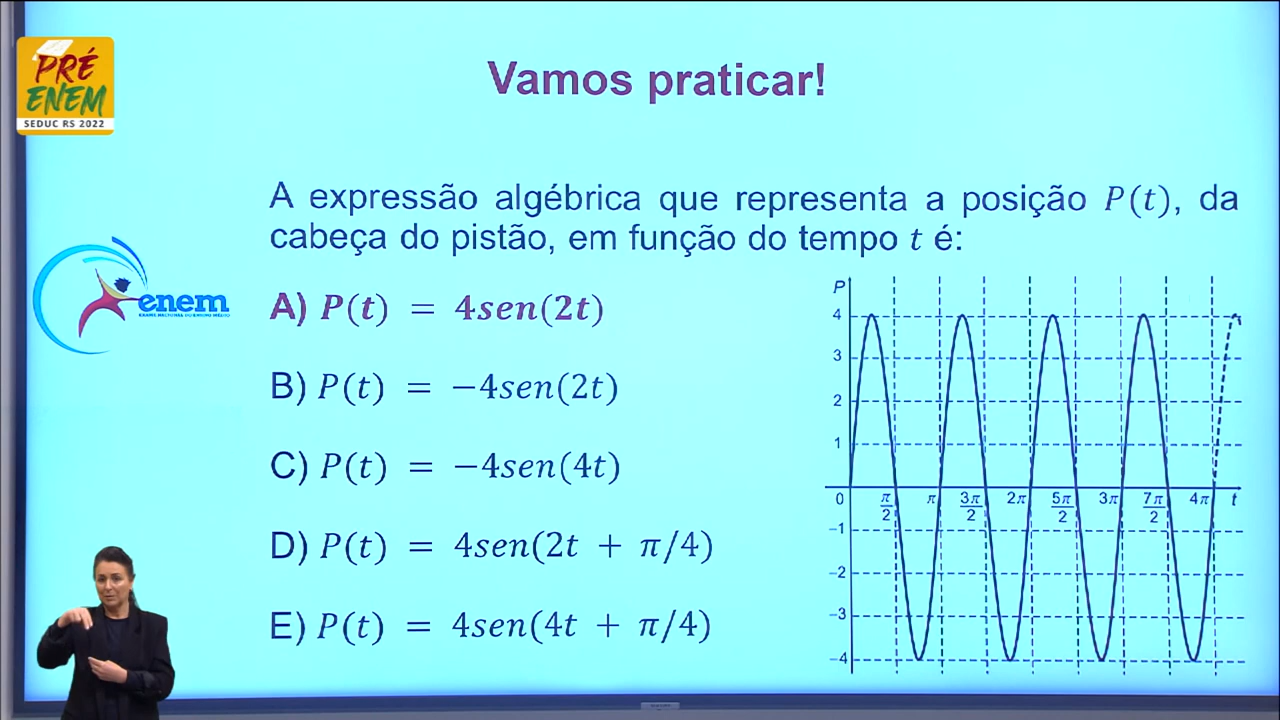 PRÉ
ENEM
SEDUC RS 2022
Vamos praticar!
A expressão algébrica que representa a posição P(t), da
cabeça do pistão, em função do tempo t é:
enem
A) P(t) = 4sen(2t)
B) P(t) = −4sen(2t)
C) P(t) = −4sen(4t)
D) P(t) = 4sen(2t + π/4)
E) P(t) = 4sen(4t + π/4)
P
4
3
2
1
0 π/2 π 3π/2 2π 5π/2 3π 7π/2 4π t
−1
−2
−3
−4